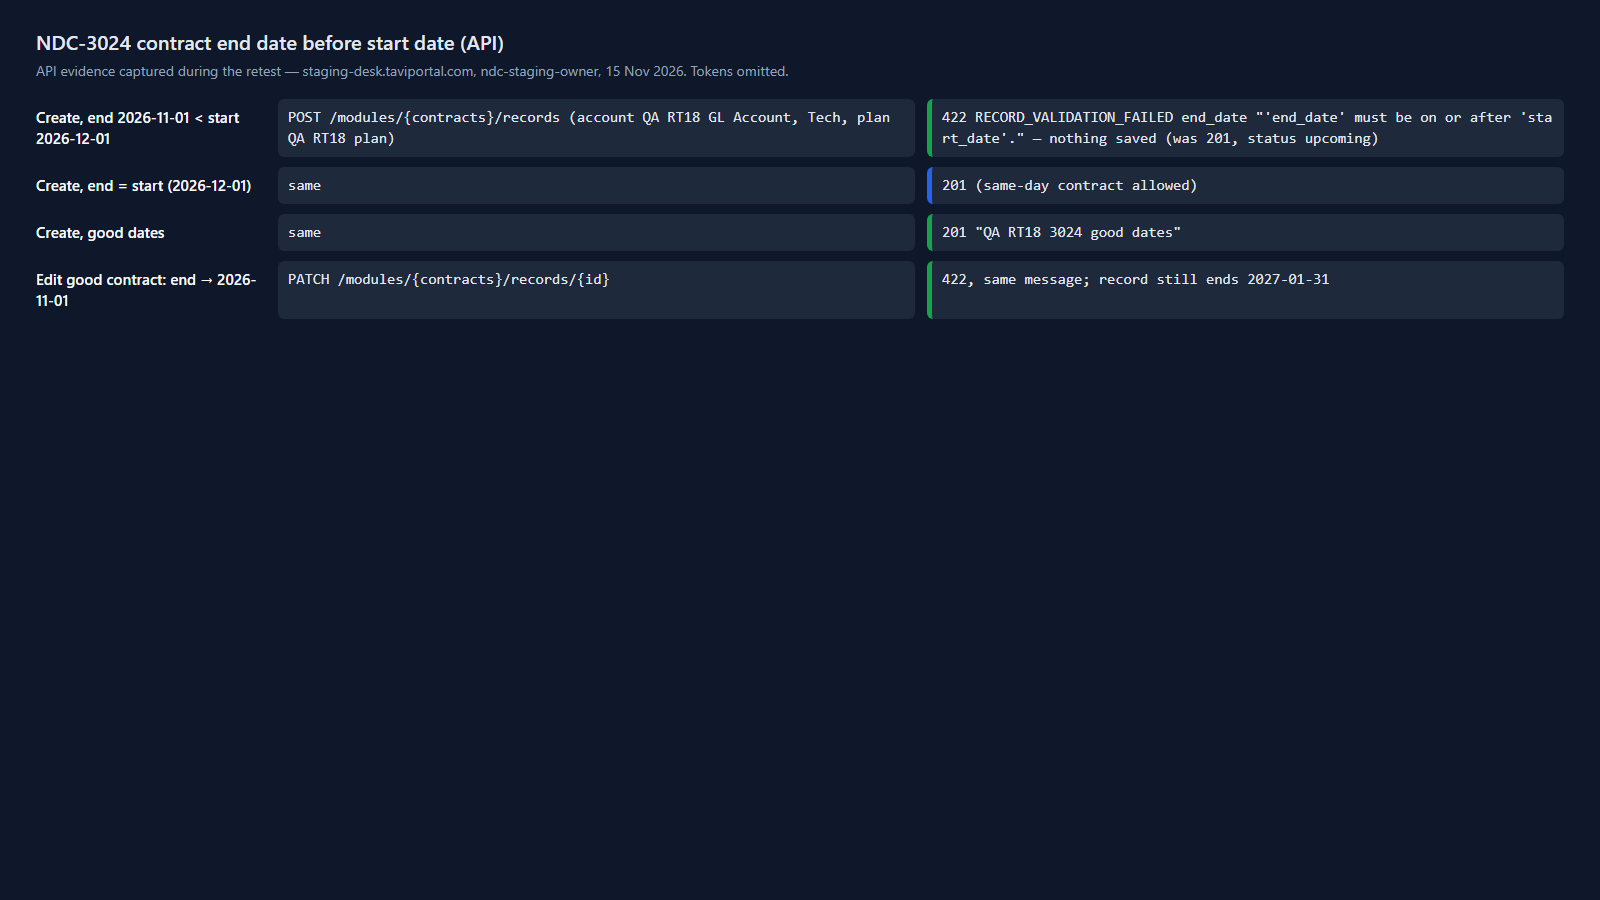 NDC-3024 contract end date before start date (API)
API evidence captured during the retest — staging-desk.taviportal.com, ndc-staging-owner, 15 Nov 2026. Tokens omitted.
Create, end 2026-11-01 < start
2026-12-01
POST /modules/{contracts}/records (account QA RT18 GL Account, Tech, plan
QA RT18 plan)
422 RECORD_VALIDATION_FAILED end_date "'end_date' must be on or after 'sta
rt_date'." — nothing saved (was 201, status upcoming)
Create, end = start (2026-12-01)
same
201 (same-day contract allowed)
Create, good dates
same
201 "QA RT18 3024 good dates"
Edit good contract: end → 2026-
11-01
PATCH /modules/{contracts}/records/{id}
422, same message; record still ends 2027-01-31